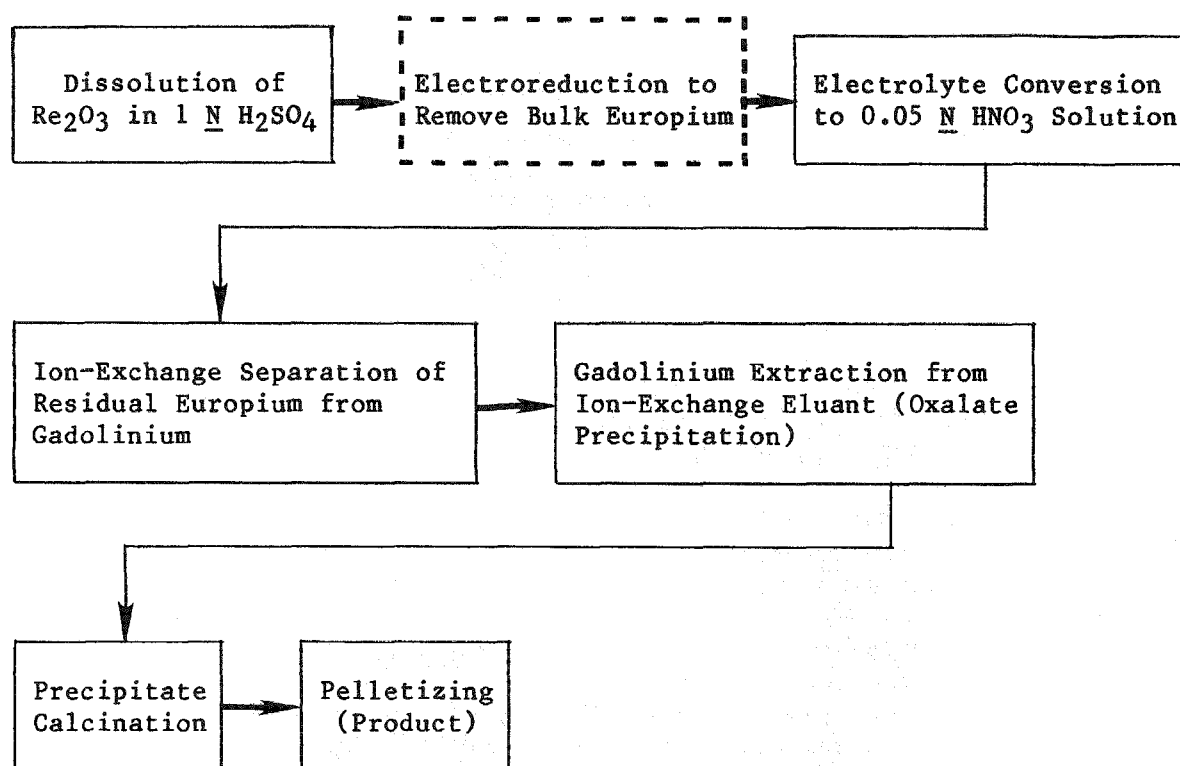 Dissolution of
Re₂O₃ in 1 N H₂SO₄
Electroreduction to
Remove Bulk Europium
Electrolyte Conversion
to 0.05 N HNO₃ Solution
Ion-Exchange Separation of
Residual Europium from
Gadolinium
Gadolinium Extraction from
Ion-Exchange Eluant (Oxalate
Precipitation)
Precipitate
Calcination
Pelletizing
(Product)